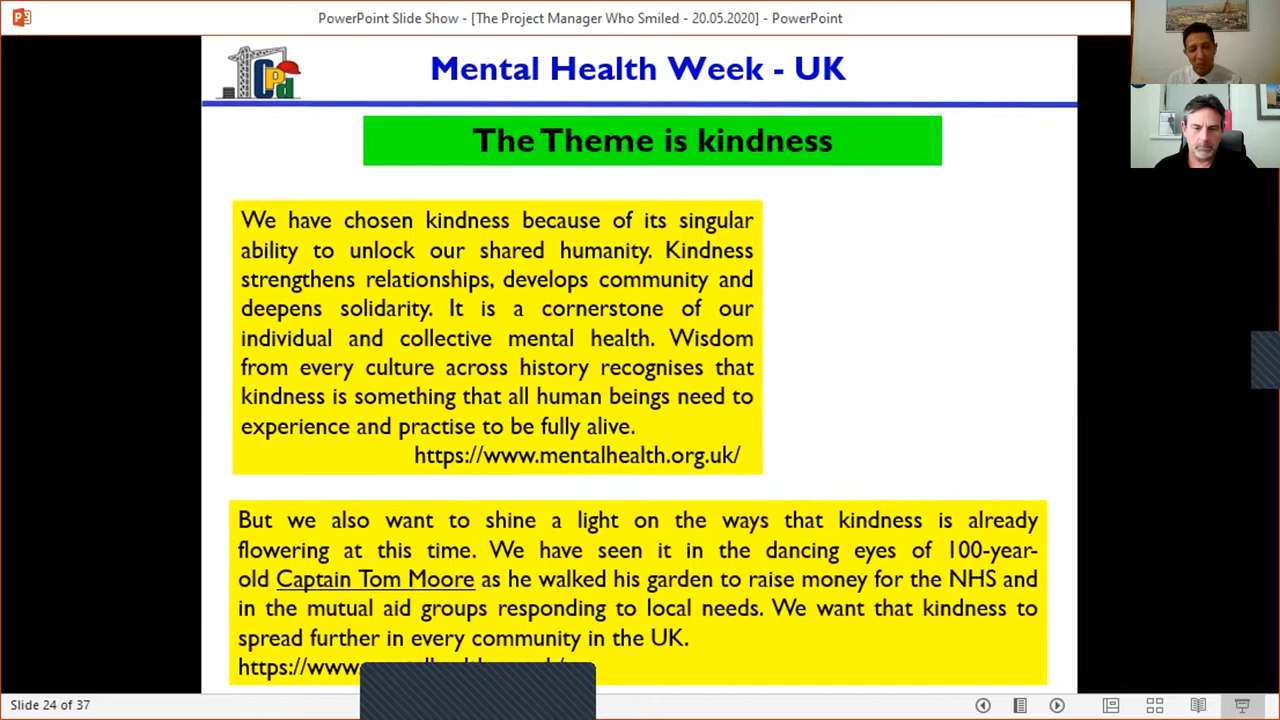 PowerPoint Slide Show - [The Project Manager Who Smiled - 20.05.2020] - PowerPoint
CPd
Mental Health Week - UK
The Theme is kindness
We have chosen kindness because of its singular
ability to unlock our shared humanity. Kindness
strengthens relationships, develops community and
deepens solidarity. It is a cornerstone of our
individual and collective mental health. Wisdom
from every culture across history recognises that
kindness is something that all human beings need to
experience and practise to be fully alive.
https://www.mentalhealth.org.uk/
But we also want to shine a light on the ways that kindness is already
flowering at this time. We have seen it in the dancing eyes of 100-year-
old Captain Tom Moore as he walked his garden to raise money for the NHS and
in the mutual aid groups responding to local needs. We want that kindness to
spread further in every community in the UK.
https://www.
Slide 24 of 37